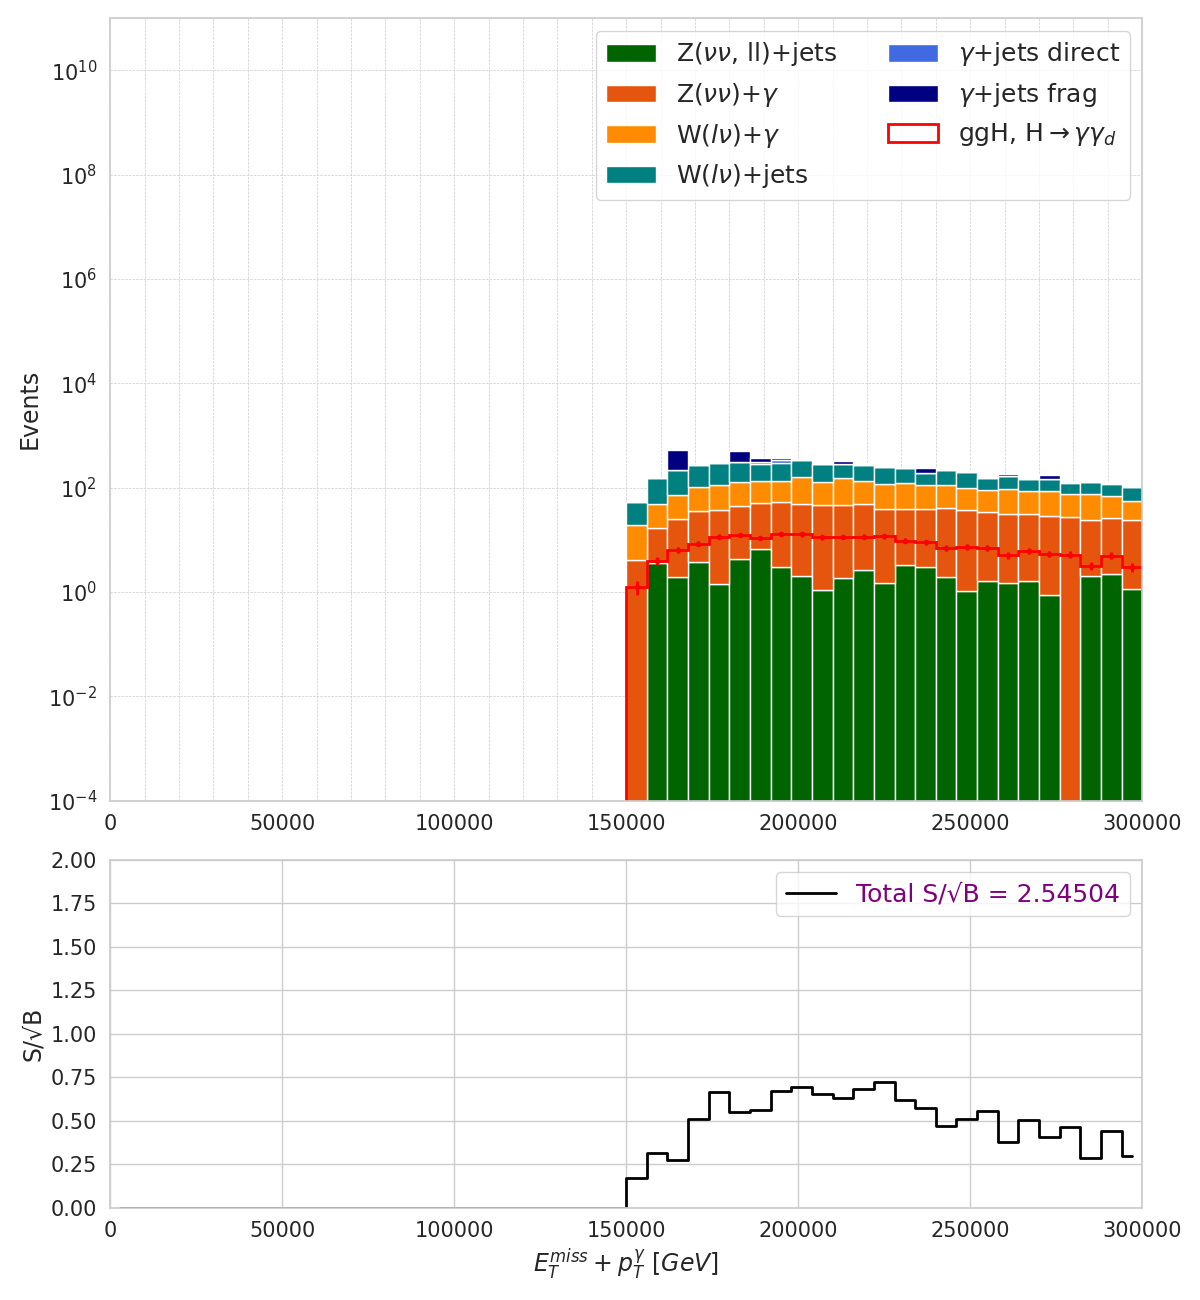 Z(νν, ll)+jets
Z(νν)+γ
W(lν)+γ
W(lν)+jets
γ+jets direct
γ+jets frag
ggH, H→γγ_d
10^10
10^8
10^6
10^4
10^2
10^0
10^−2
10^−4
Events
0 50000 100000 150000 200000 250000 300000
Total S/√B = 2.54504
2.00
1.75
1.50
1.25
1.00
0.75
0.50
0.25
0.00
S/√B
0 50000 100000 150000 200000 250000 300000
E_T^miss + p_T^γ [GeV]